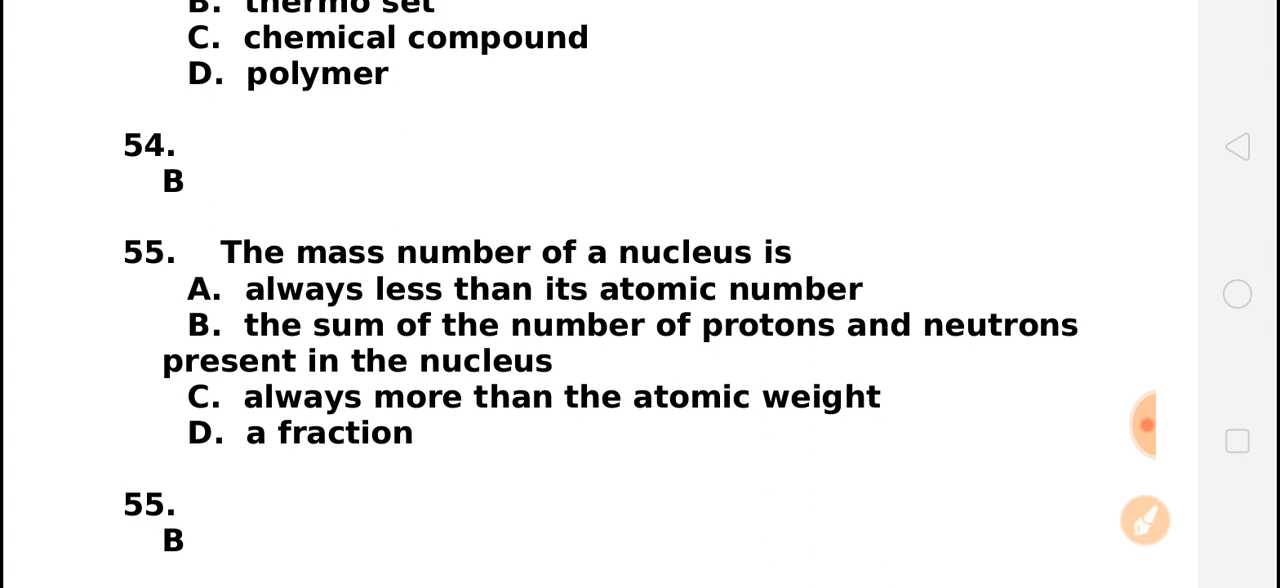 B. thermo set
C. chemical compound
D. polymer
54.
B
55. The mass number of a nucleus is
A. always less than its atomic number
B. the sum of the number of protons and neutrons
present in the nucleus
C. always more than the atomic weight
D. a fraction
55.
B